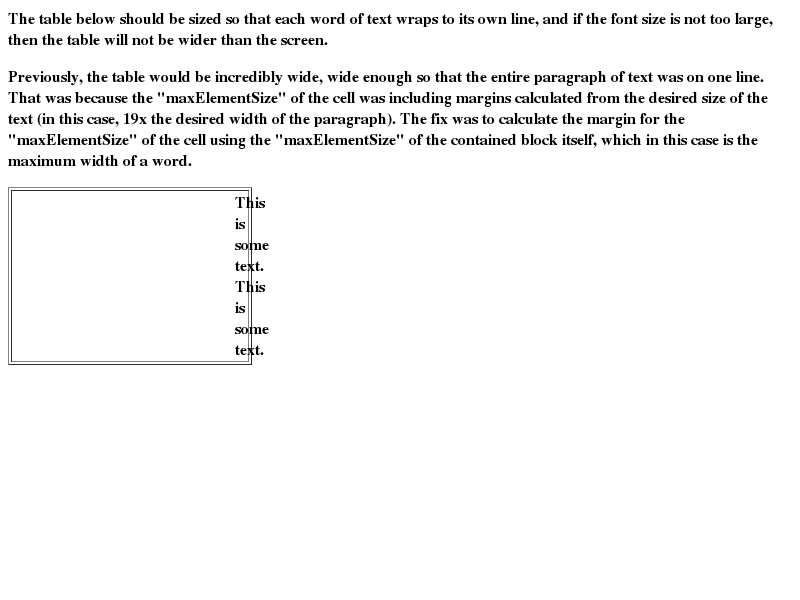 The table below should be sized so that each word of text wraps to its own line, and if the font size is not too large,
then the table will not be wider than the screen.
Previously, the table would be incredibly wide, wide enough so that the entire paragraph of text was on one line.
That was because the "maxElementSize" of the cell was including margins calculated from the desired size of the
text (in this case, 19x the desired width of the paragraph). The fix was to calculate the margin for the
"maxElementSize" of the cell using the "maxElementSize" of the contained block itself, which in this case is the
maximum width of a word.
This
is
some
text.
This
is
some
text.